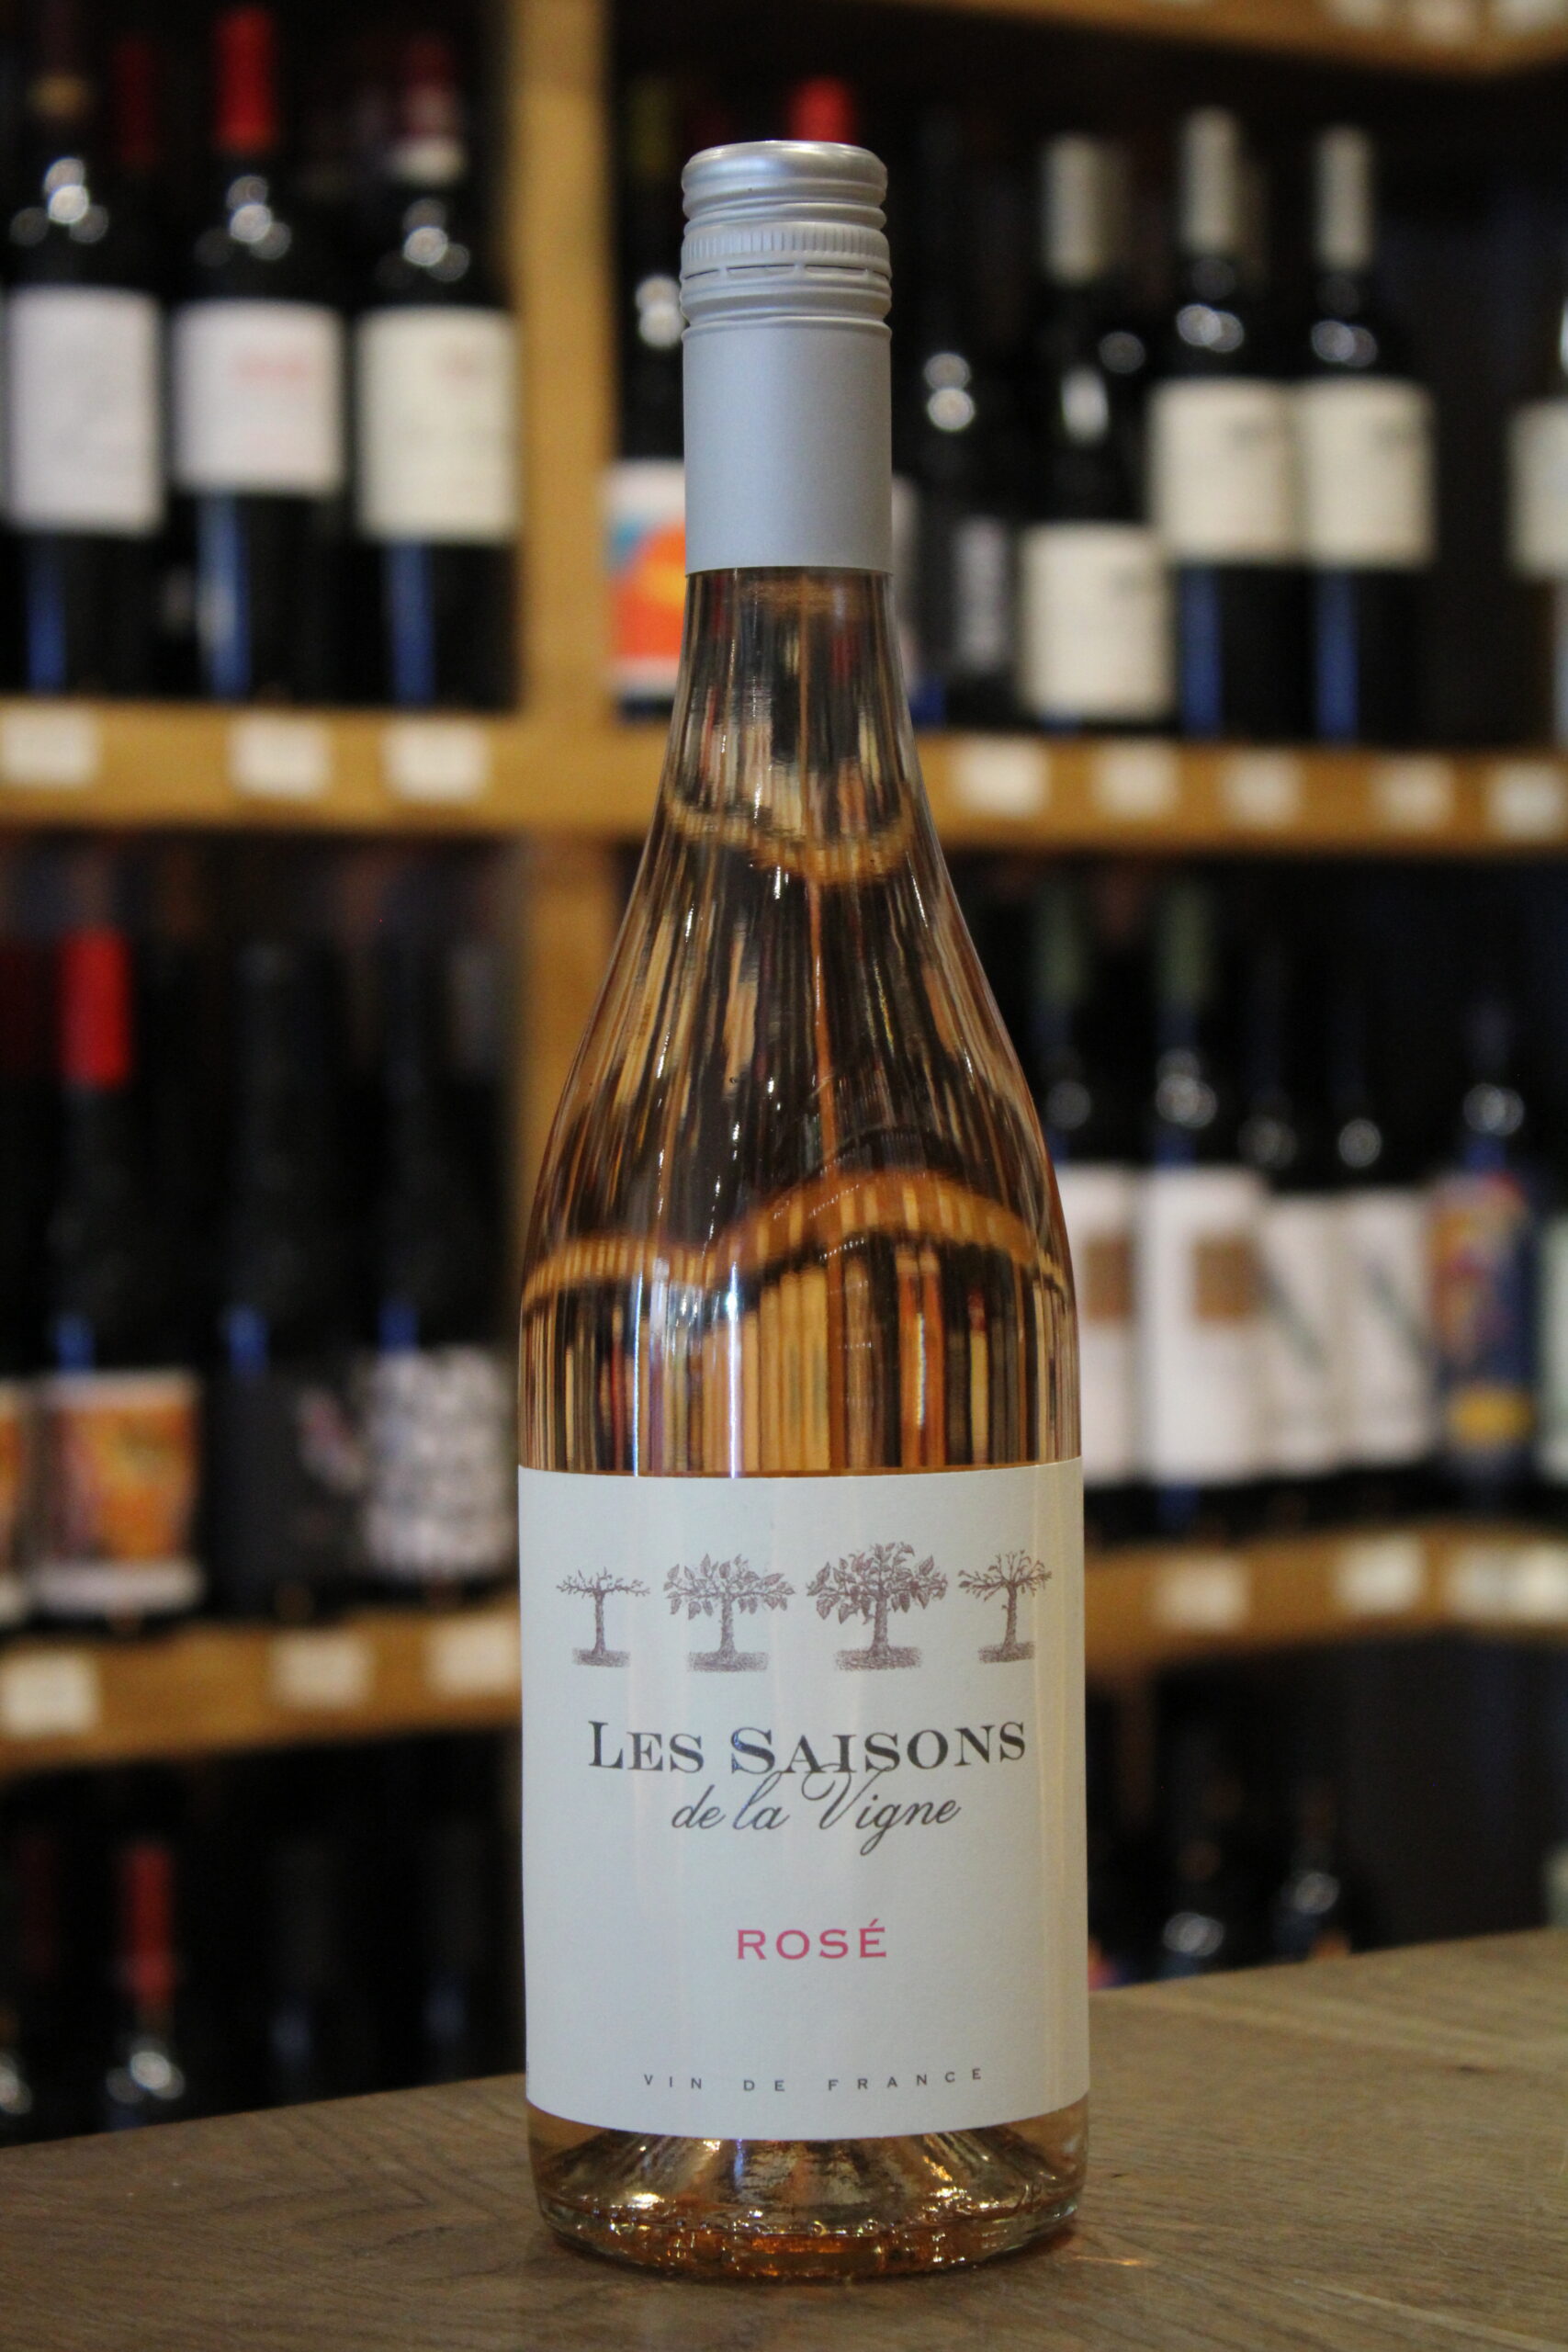 LES SAISONS
de la Vigne
ROSÉ
VIN DE FRANCE